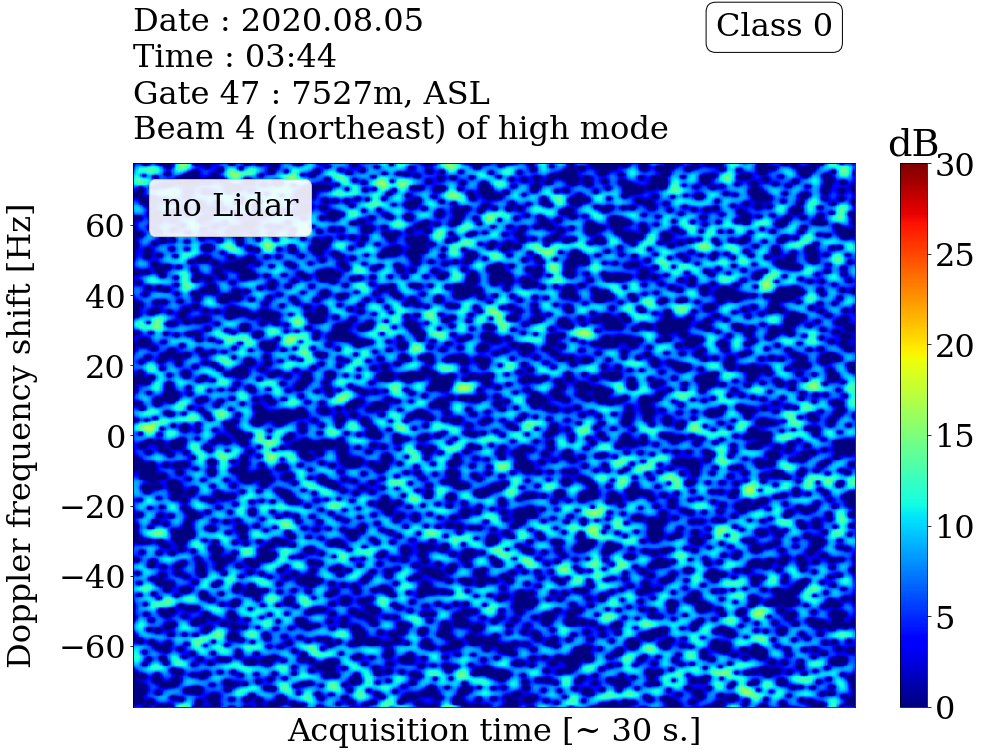 Date : 2020.08.05
Time : 03:44
Gate 47 : 7527m, ASL
Beam 4 (northeast) of high mode
Class 0
dB
no Lidar
Doppler frequency shift [Hz]
60
40
20
0
−20
−40
−60
Acquisition time [~ 30 s.]
30
25
20
15
10
5
0